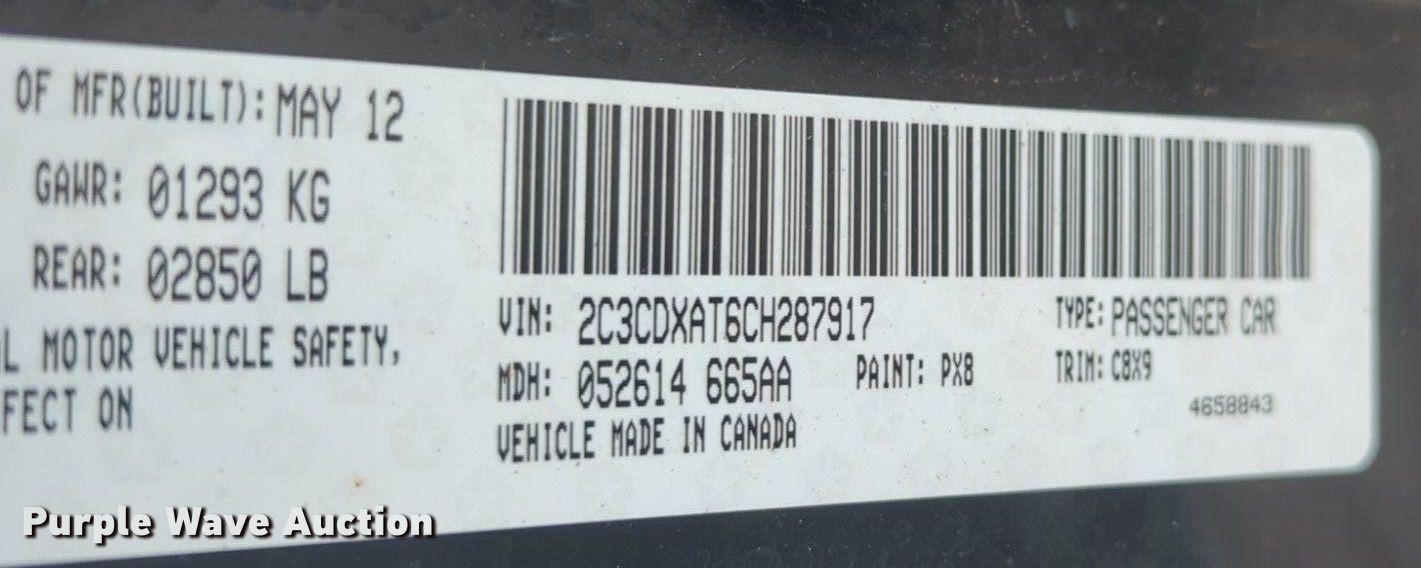 OF MFR(BUILT): MAY 12
GAWR: 01293 KG
REAR: 02850 LB
L MOTOR VEHICLE SAFETY,
FECT ON
VIN: 2C3CDXAT6CH287917
TYPE: PASSENGER CAR
MDH: 052614 665AA
PAINT: PX8
TRIM: C8X9
VEHICLE MADE IN CANADA
4658843
Purple Wave Auction